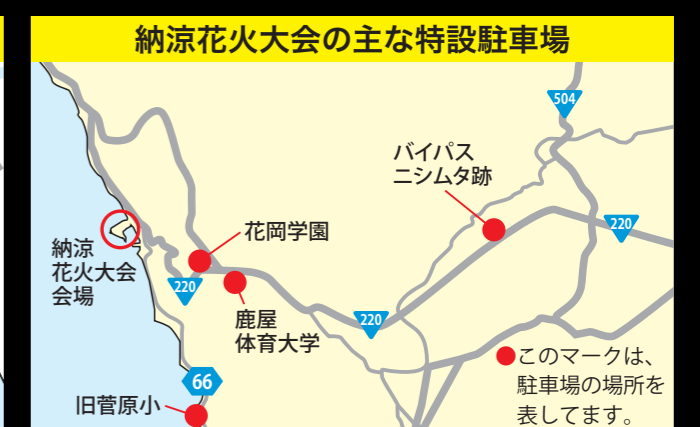 納涼花火大会の主な特設駐車場
504
バイパス
ニシムタ跡
220
花岡学園
納涼
花火大会
会場
220
鹿屋
体育大学
220
66
旧菅原小
このマークは、
駐車場の場所を
表してます。